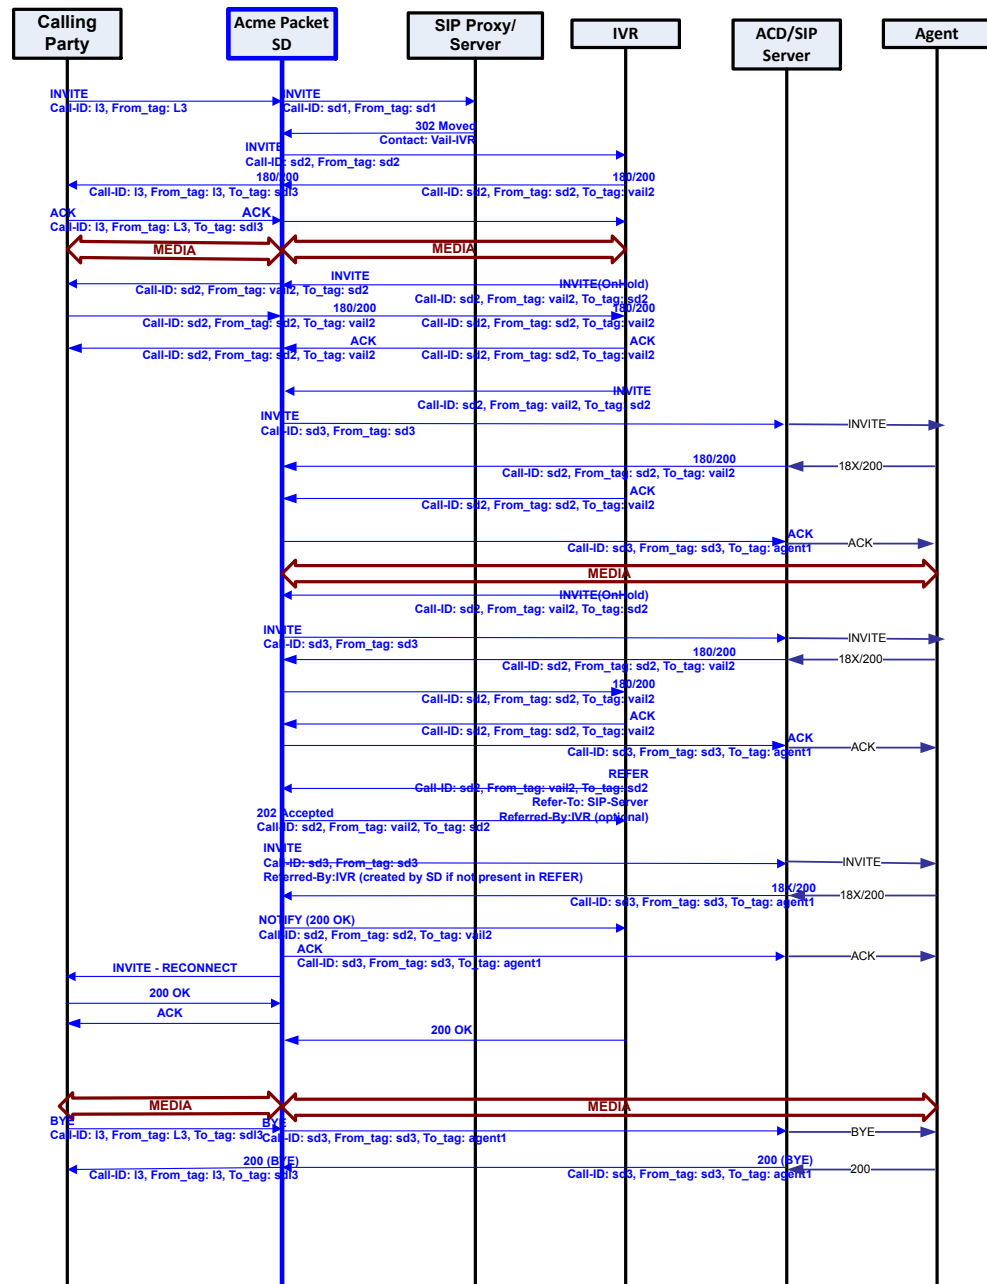 Calling
Party
Acme Packet
SD
SIP Proxy/
Server
IVR
ACD/SIP
Server
Agent
INVITE
Call-ID: l3, From_tag: L3
INVITE
Call-ID: sd1, From_tag: sd1
302 Moved
Contact: Vail-IVR
INVITE
Call-ID: sd2, From_tag: sd2
180/200
Call-ID: l3, From_tag: l3, To_tag: sdl3
180/200
Call-ID: sd2, From_tag: sd2, To_tag: vail2
ACK
Call-ID: l3, From_tag: L3, To_tag: sdl3
ACK
MEDIA
MEDIA
INVITE
Call-ID: sd2, From_tag: vail2, To_tag: sd2
INVITE(OnHold)
Call-ID: sd2, From_tag: vail2, To_tag: sd2
180/200
Call-ID: sd2, From_tag: sd2, To_tag: vail2
180/200
Call-ID: sd2, From_tag: sd2, To_tag: vail2
ACK
Call-ID: sd2, From_tag: sd2, To_tag: vail2
ACK
Call-ID: sd2, From_tag: sd2, To_tag: vail2
INVITE
Call-ID: sd2, From_tag: vail2, To_tag: sd2
INVITE
Call-ID: sd3, From_tag: sd3
INVITE
180/200
Call-ID: sd2, From_tag: sd2, To_tag: vail2
18X/200
ACK
Call-ID: sd2, From_tag: sd2, To_tag: vail2
ACK
Call-ID: sd3, From_tag: sd3, To_tag: agent1
ACK
MEDIA
INVITE(OnHold)
Call-ID: sd2, From_tag: vail2, To_tag: sd2
INVITE
Call-ID: sd3, From_tag: sd3
INVITE
180/200
Call-ID: sd2, From_tag: sd2, To_tag: vail2
18X/200
180/200
Call-ID: sd2, From_tag: sd2, To_tag: vail2
ACK
Call-ID: sd2, From_tag: sd2, To_tag: vail2
ACK
Call-ID: sd3, From_tag: sd3, To_tag: agent1
ACK
REFER
Call-ID: sd2, From_tag: vail2, To_tag: sd2
Refer-To: SIP-Server
Referred-By:IVR (optional)
202 Accepted
Call-ID: sd2, From_tag: vail2, To_tag: sd2
INVITE
Call-ID: sd3, From_tag: sd3
Referred-By:IVR (created by SD if not present in REFER)
INVITE
18X/200
Call-ID: sd3, From_tag: sd3, To_tag: agent1
18X/200
NOTIFY (200 OK)
Call-ID: sd2, From_tag: sd2, To_tag: vail2
ACK
Call-ID: sd3, From_tag: sd3, To_tag: agent1
ACK
INVITE - RECONNECT
200 OK
ACK
200 OK
MEDIA
MEDIA
BYE
Call-ID: l3, From_tag: L3, To_tag: sdl3
BYE
Call-ID: sd3, From_tag: sd3, To_tag: agent1
BYE
200 (BYE)
Call-ID: l3, From_tag: l3, To_tag: sdl3
200 (BYE)
Call-ID: sd3, From_tag: sd3, To_tag: agent1
200